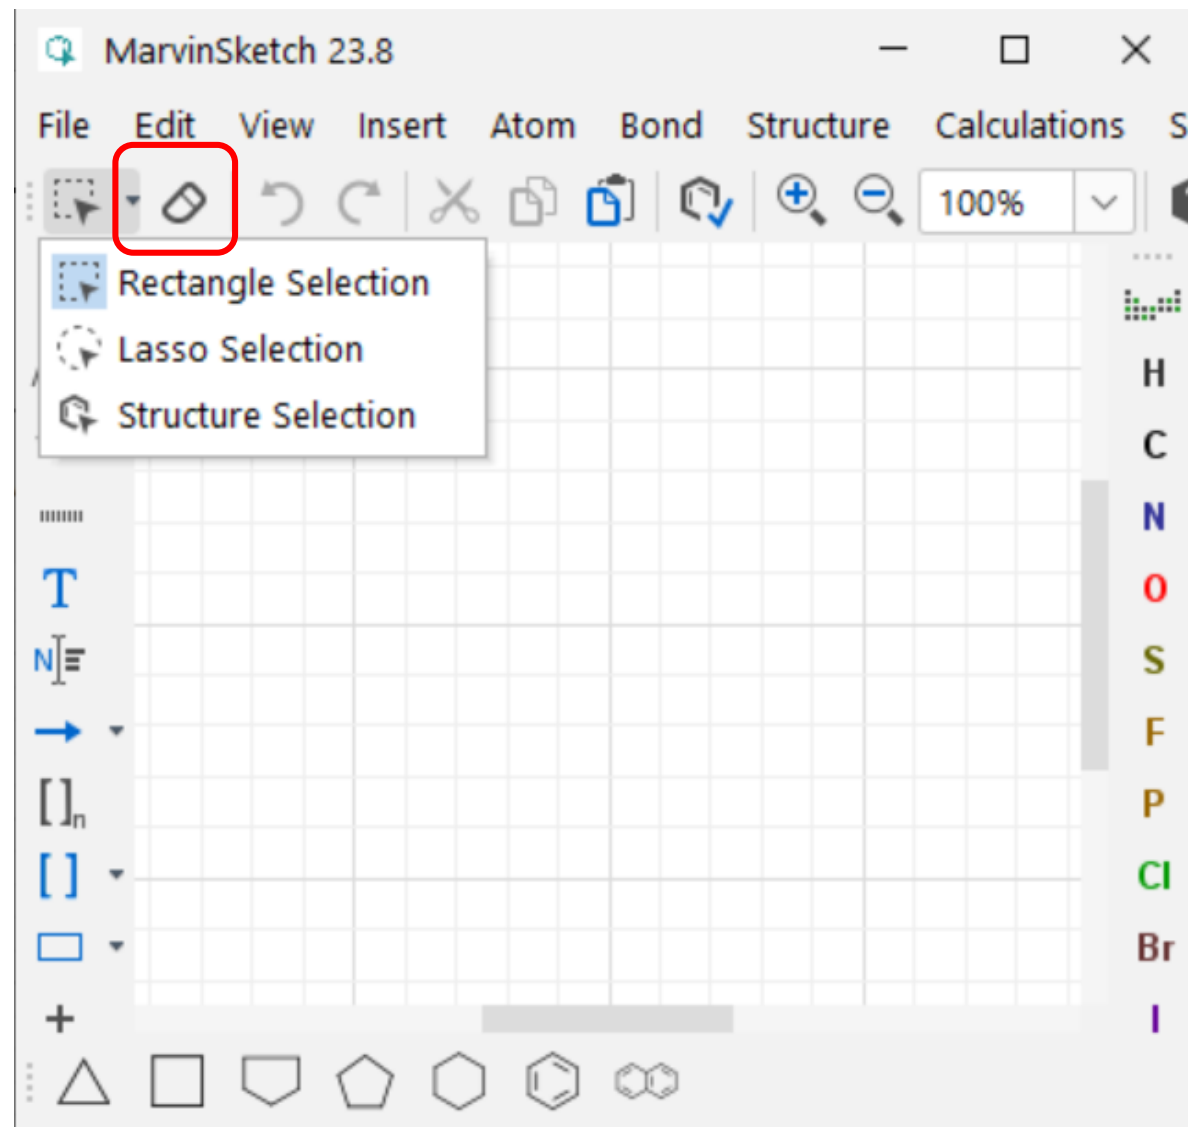 MarvinSketch 23.8
File Edit View Insert Atom Bond Structure Calculations S
100%
Rectangle Selection
Lasso Selection
Structure Selection
H
C
N
O
T
S
N
F
P
[ ]n
[ ]
Cl
Br
I